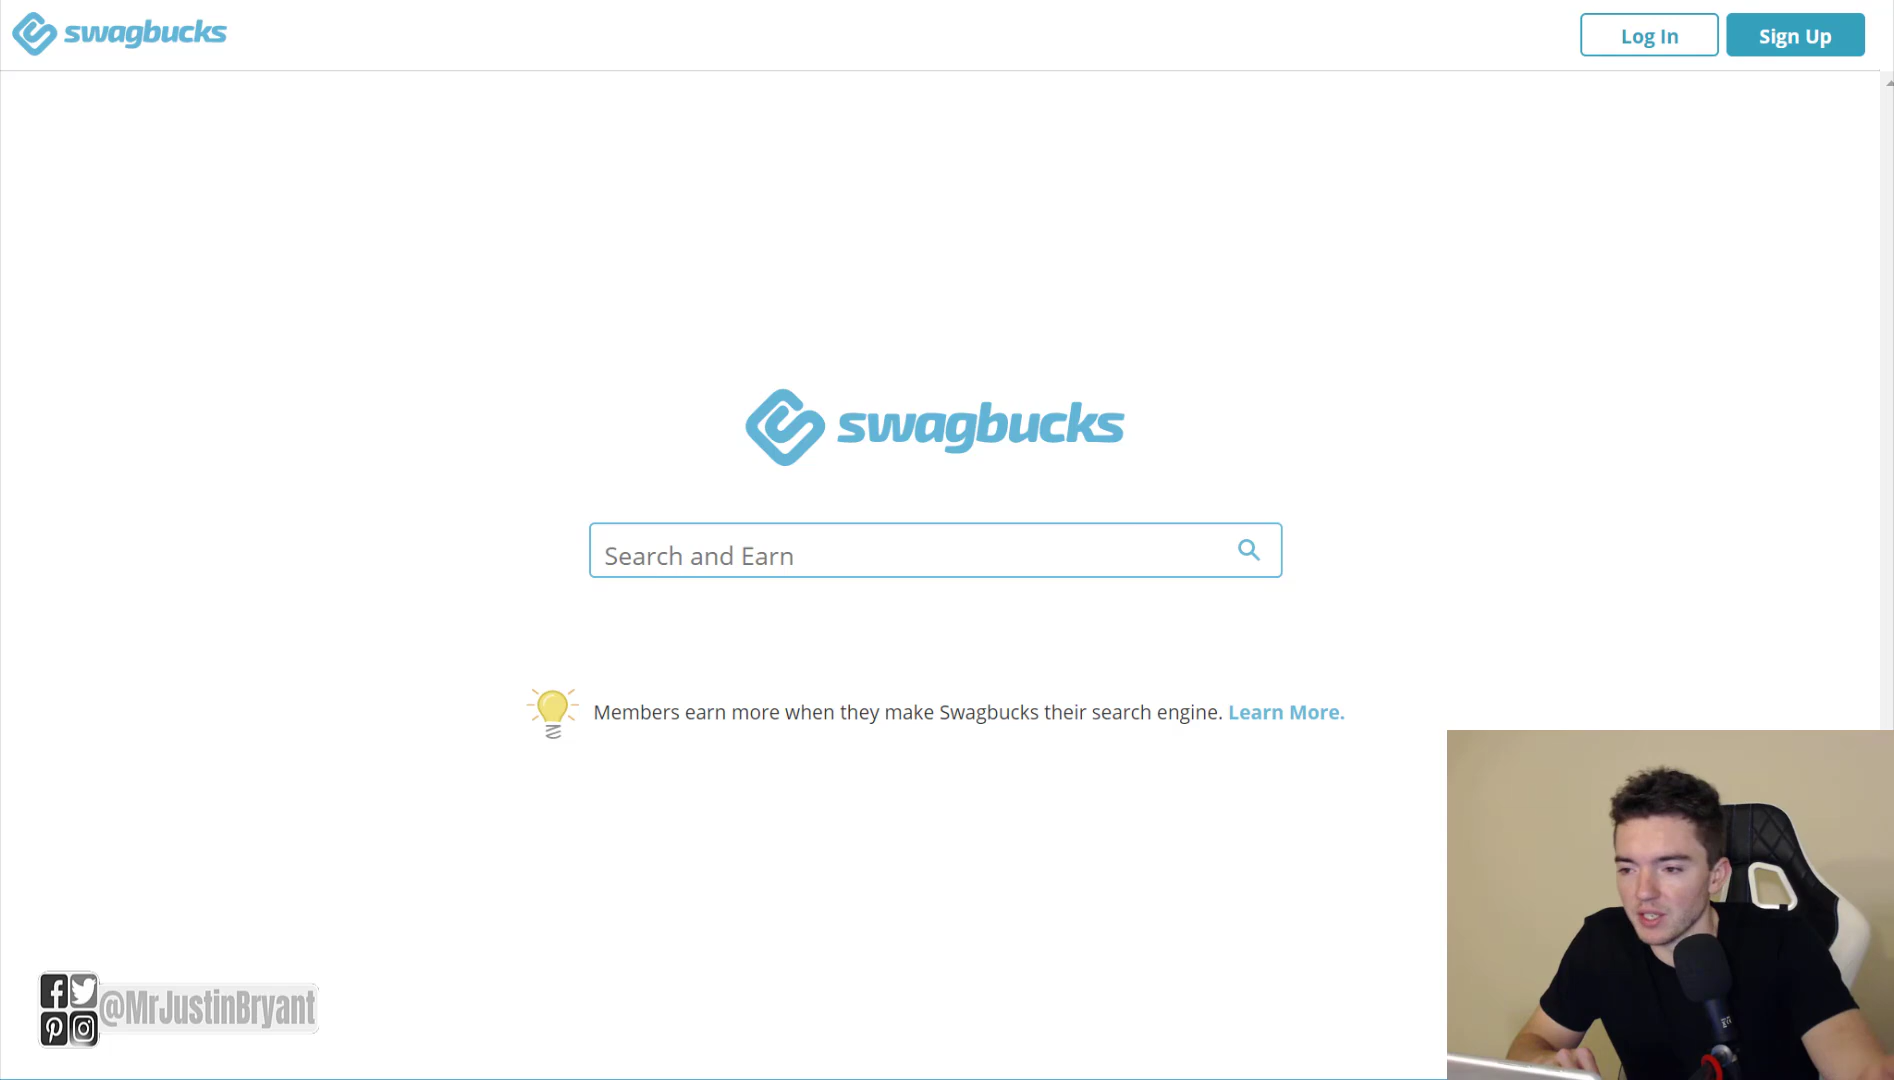 swagbucks
Log In
Sign Up
swagbucks
Search and Earn
Members earn more when they make Swagbucks their search engine. Learn More.
@MrJustinBryant